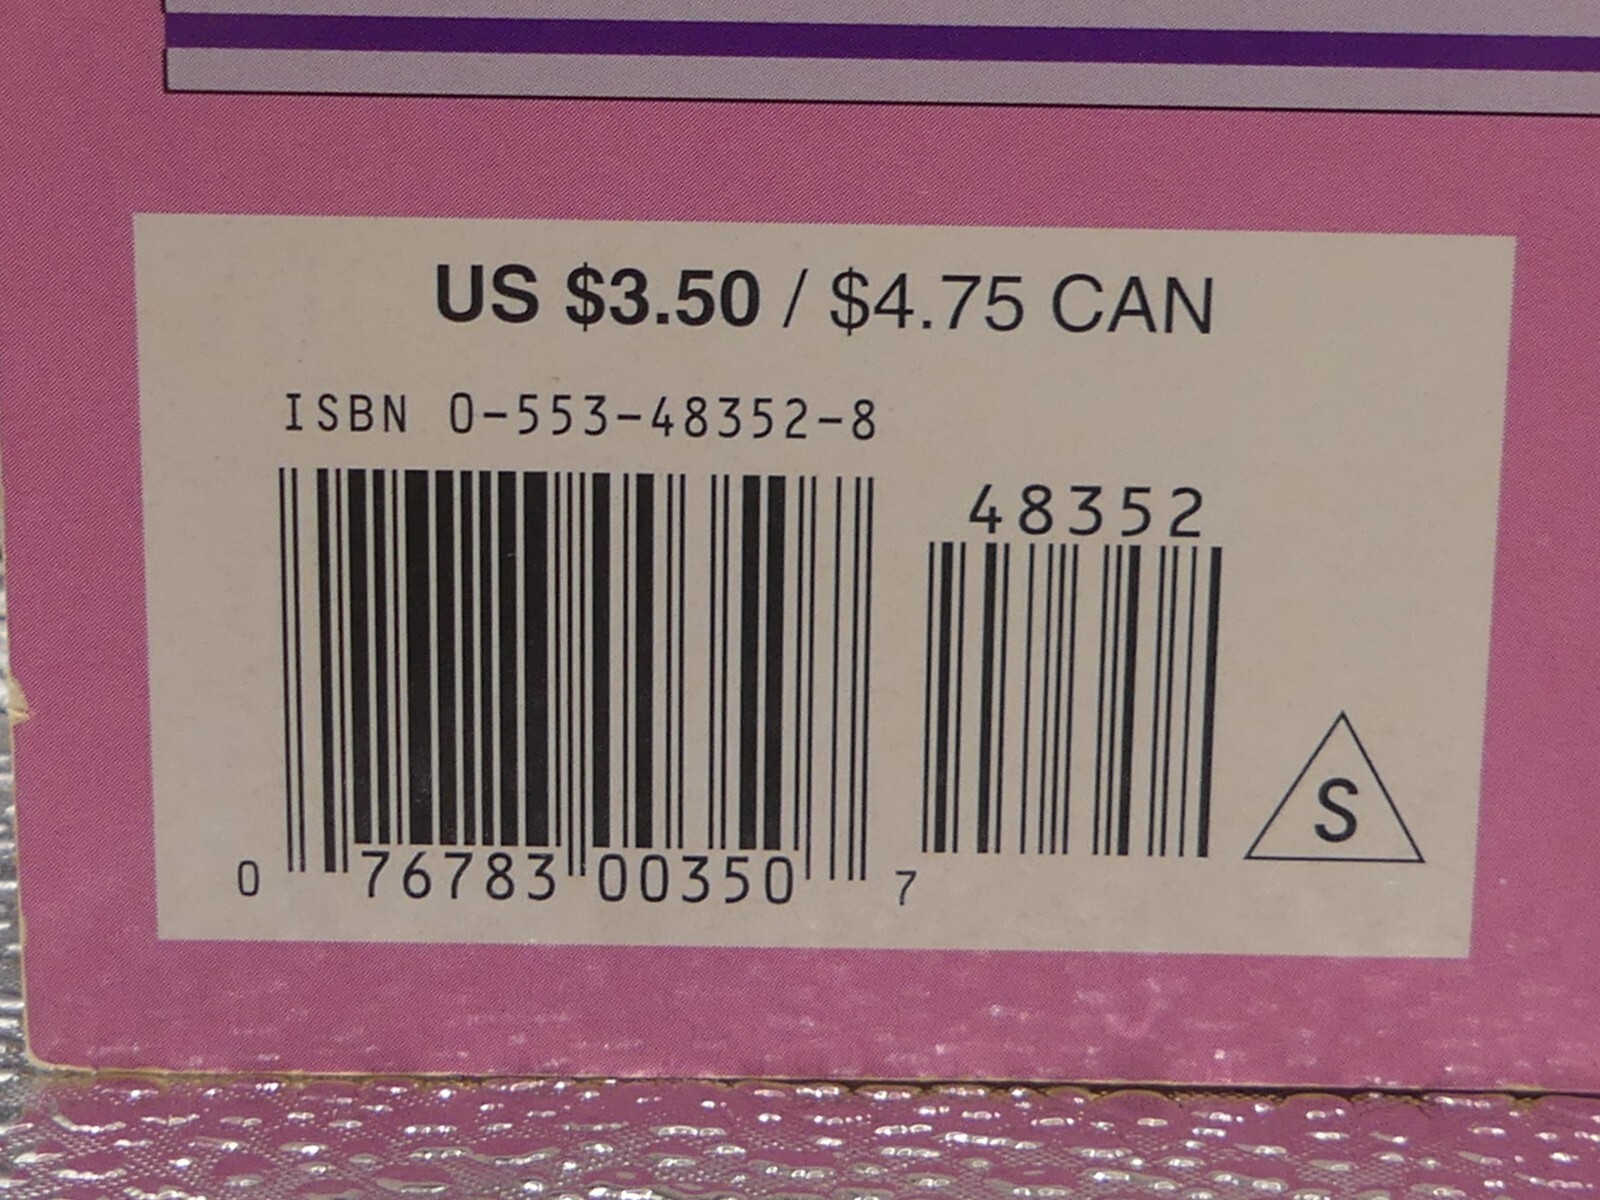 US $3.50 / $4.75 CAN
ISBN 0-553-48352-8
48352
0 76783 00350 7
S